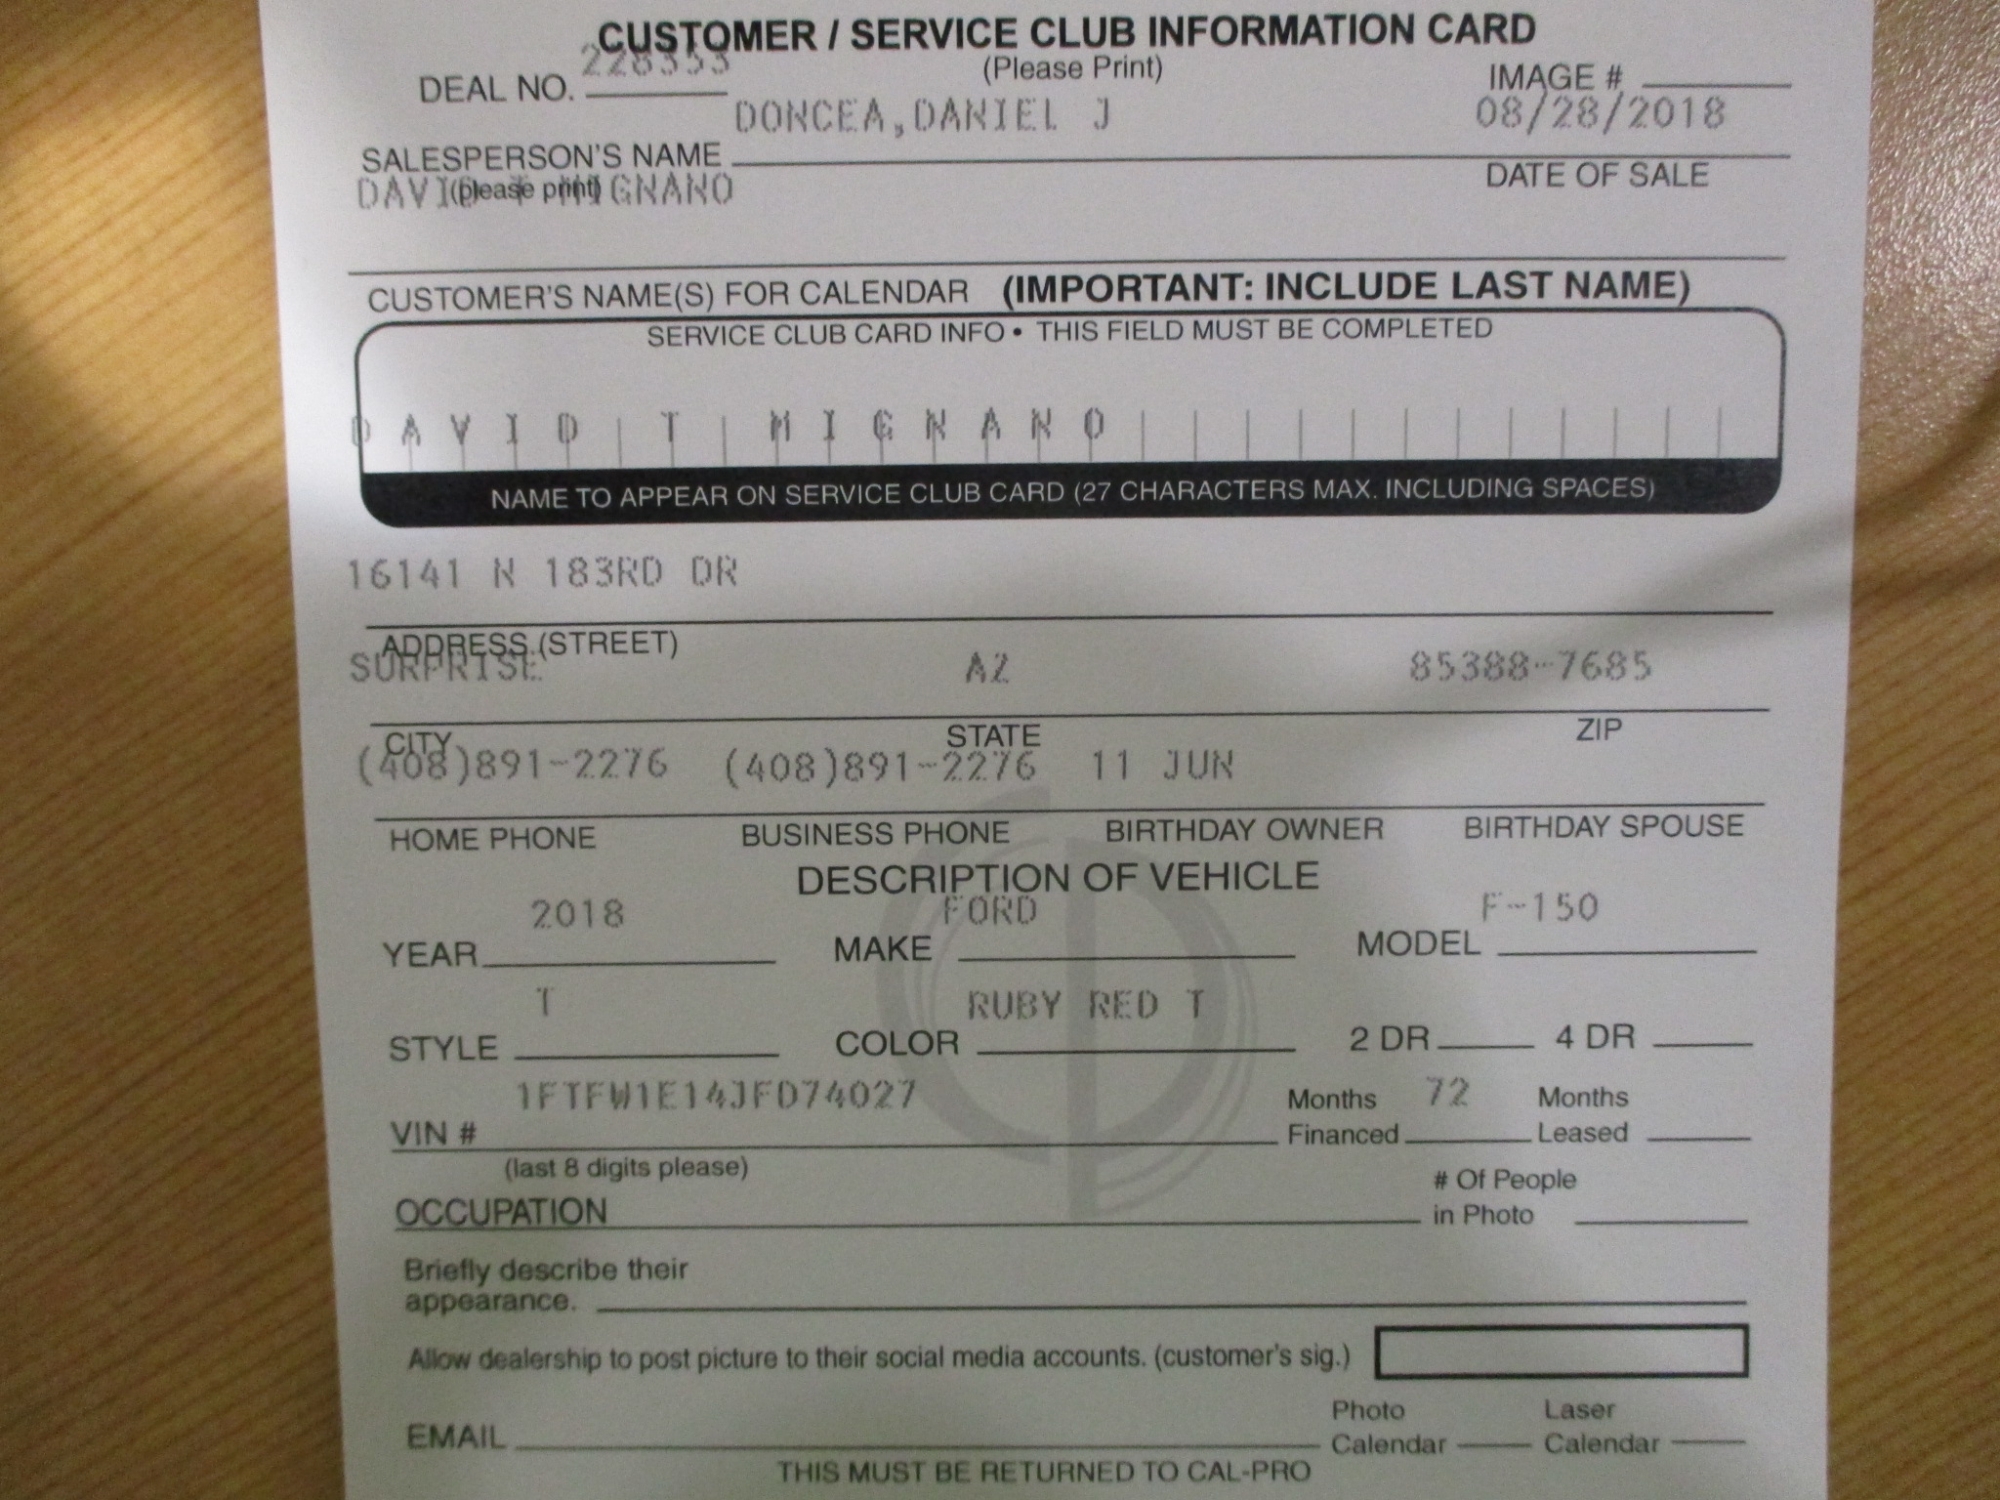 CUSTOMER / SERVICE CLUB INFORMATION CARD
228353
(Please Print)
DEAL NO.
IMAGE #
DONCEA,DANIEL J 08/28/2018
SALESPERSON'S NAME
(please print)
DATE OF SALE
DAVID T MIGNANO
CUSTOMER'S NAME(S) FOR CALENDAR (IMPORTANT: INCLUDE LAST NAME)
SERVICE CLUB CARD INFO • THIS FIELD MUST BE COMPLETED
DAVID T MIGNANO
NAME TO APPEAR ON SERVICE CLUB CARD (27 CHARACTERS MAX. INCLUDING SPACES)
16141 N 183RD DR
ADDRESS (STREET)
SURPRISE AZ 85388-7685
CITY STATE ZIP
(408)891-2276 (408)891-2276 11 JUN
HOME PHONE BUSINESS PHONE BIRTHDAY OWNER BIRTHDAY SPOUSE
DESCRIPTION OF VEHICLE
2018 FORD F-150
YEAR MAKE MODEL
T RUBY RED T
STYLE COLOR 2 DR 4 DR
1FTFW1E14JFD74027
VIN #
Months Financed 72 Months Leased
(last 8 digits please)
OCCUPATION
# Of People
in Photo
Briefly describe their
appearance.
Allow dealership to post picture to their social media accounts. (customer's sig.)
EMAIL
Photo Calendar Laser Calendar
THIS MUST BE RETURNED TO CAL-PRO